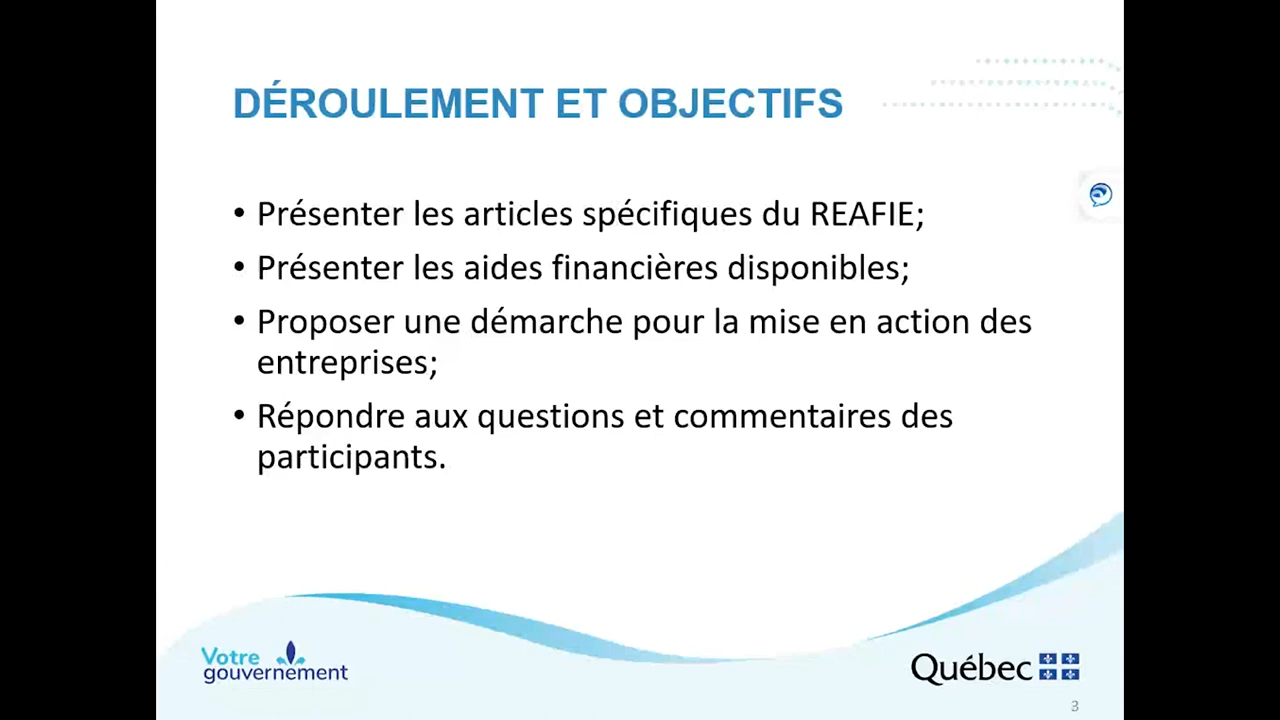 DÉROULEMENT ET OBJECTIFS
• Présenter les articles spécifiques du REAFIE;
• Présenter les aides financières disponibles;
• Proposer une démarche pour la mise en action des
entreprises;
• Répondre aux questions et commentaires des
participants.
Votre
gouvernement
Québec
3